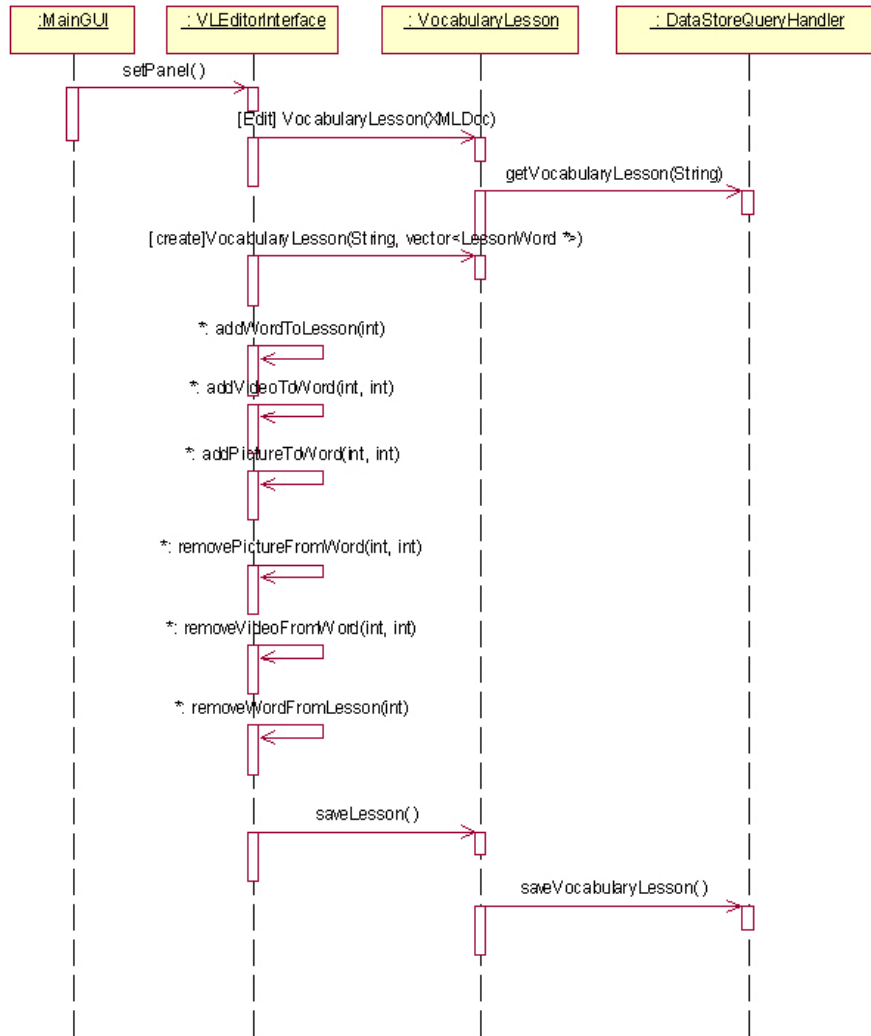 :MainGUI
: VLEditorInterface
: VocabularyLesson
: DataStoreQueryHandler
setPanel()
[Edit] VocabularyLesson(XMLDoc)
getVocabularyLesson(String)
[create]VocabularyLesson(String, vector<LessonWord *>)
*: addWordToLesson(int)
*: addVideoToWord(int, int)
*: addPictureToWord(int, int)
*: removePictureFromWord(int, int)
*: removeVideoFromWord(int, int)
*: removeWordFromLesson(int)
saveLesson()
saveVocabularyLesson()